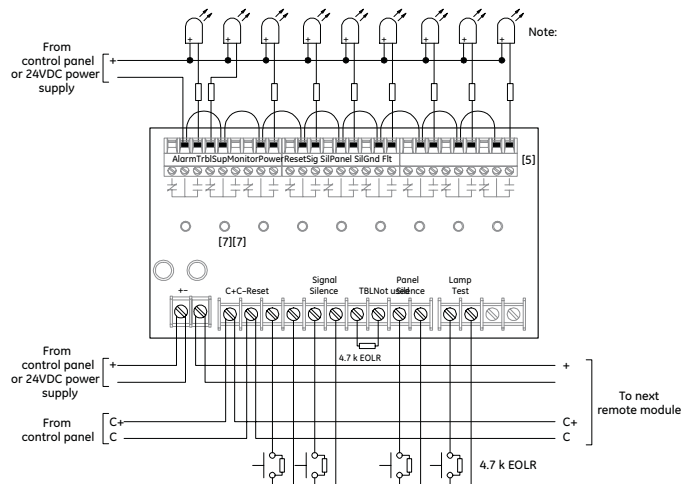 Note:
From
control panel
or 24VDC power
supply
+
+ + + + + + + + +
AlarmTrblSupMonitorPowerResetSig SilPanel SilGnd Flt
[5]
[7][7]
+–
C+C–Reset
Signal
Silence
TBLNot used
Panel
Silence
Lamp
Test
4.7 k EOLR
From
control panel
or 24VDC power
supply
+
+
To next
remote module
From
control panel
C+
C
C+
C
4.7 k EOLR